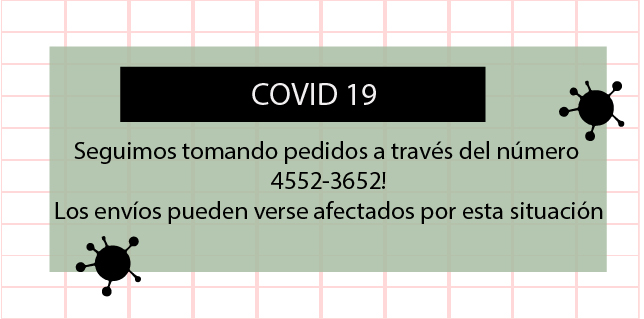 COVID 19
Seguimos tomando pedidos a través del número
4552-3652!
Los envíos pueden verse afectados por esta situación